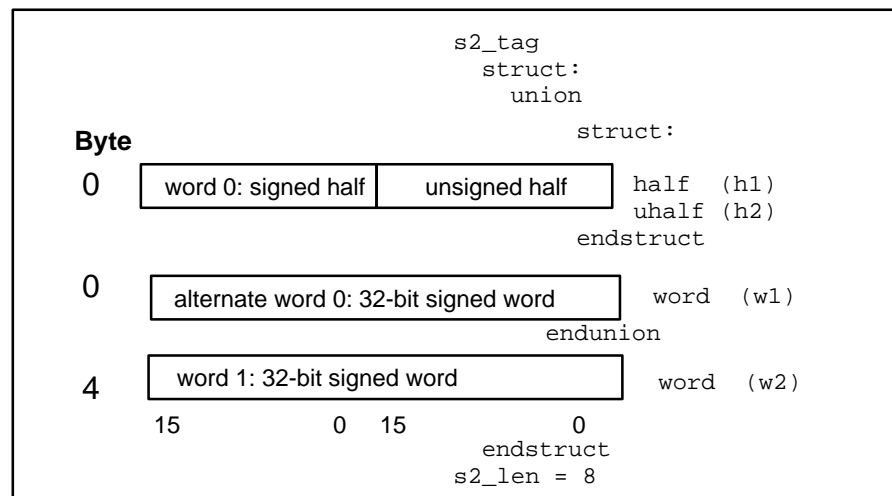 s2_tag
struct:
union
struct:
Byte
0 word 0: signed half unsigned half half (h1)
uhalf (h2)
endstruct
0 alternate word 0: 32-bit signed word word (w1)
endunion
4 word 1: 32-bit signed word word (w2)
15 0 15 0
endstruct
s2_len = 8